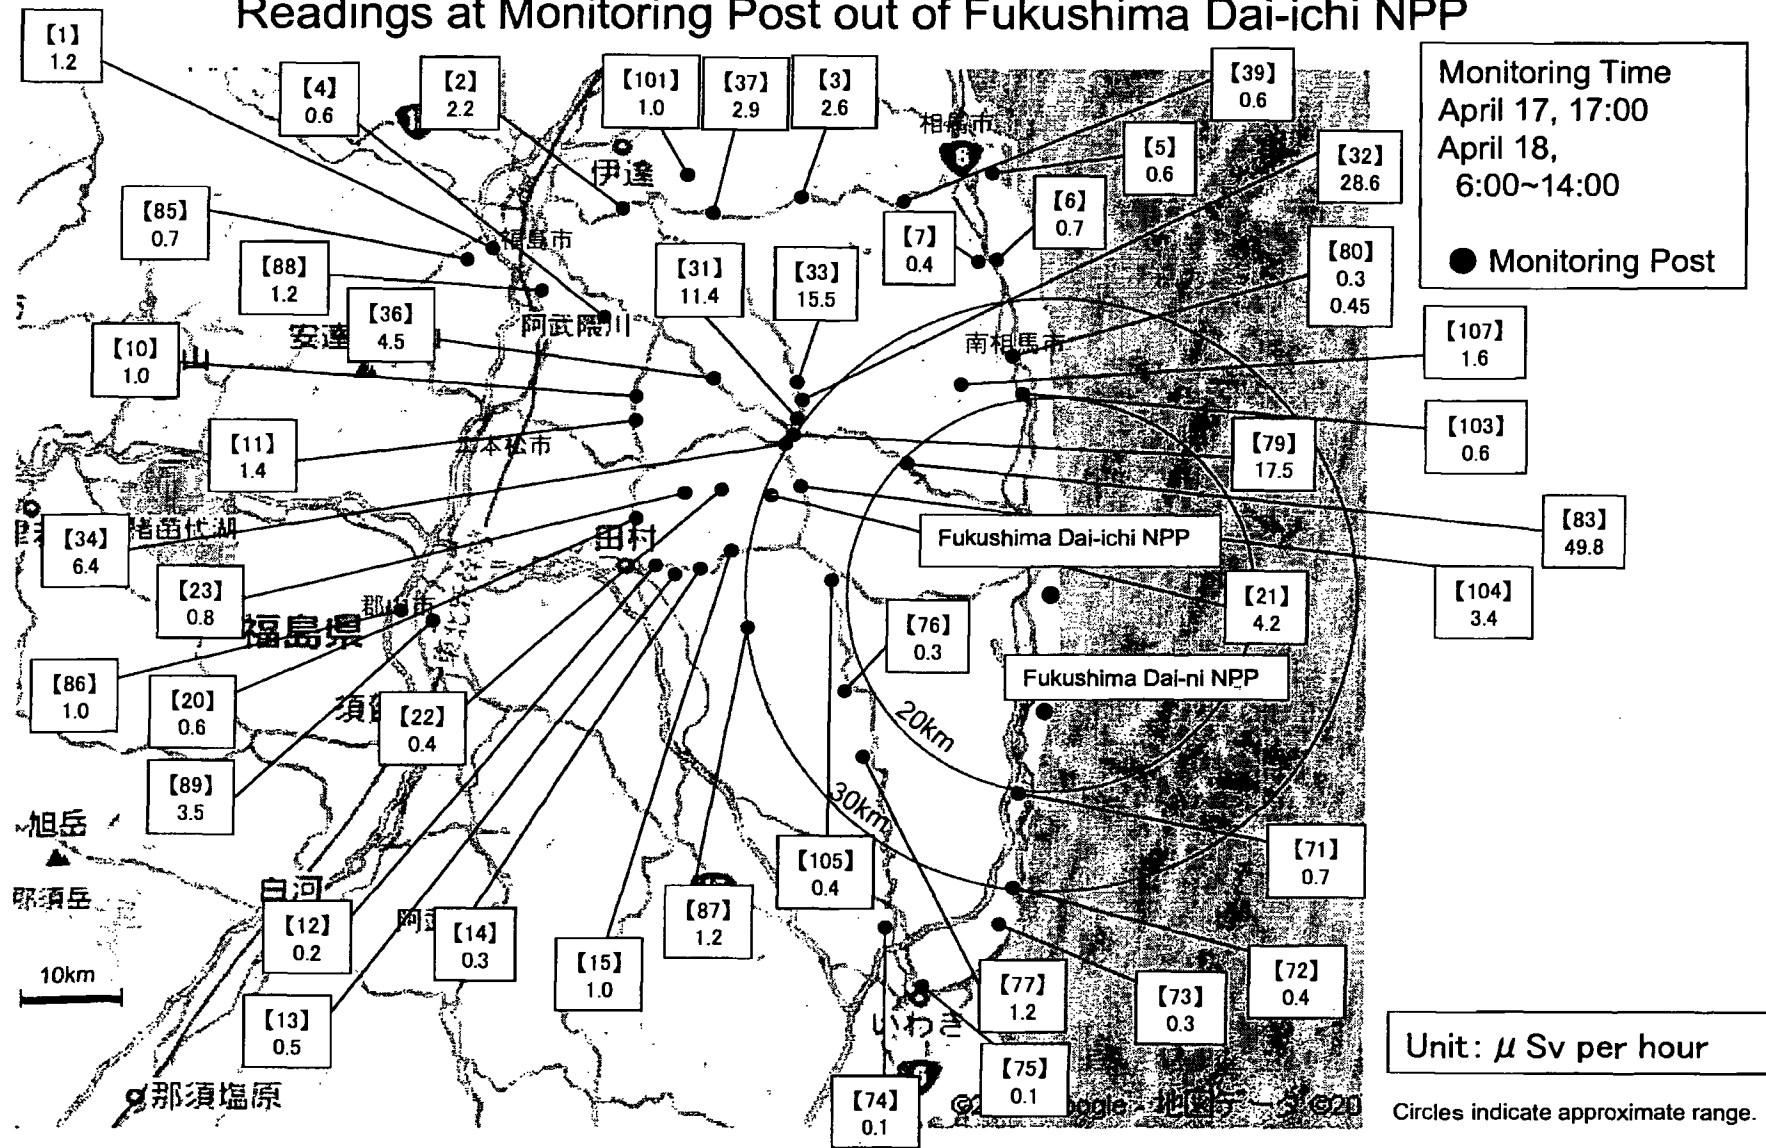 Readings at Monitoring Post out of Fukushima Dai-ichi NPP
【1】
1.2
【4】
0.6
【2】
2.2
【101】
1.0
【37】
2.9
【3】
2.6
【39】
0.6
【5】
0.6
【32】
28.6
Monitoring Time
April 17, 17:00
April 18,
6:00~14:00
● Monitoring Post
相馬市
伊達
【85】
0.7
【88】
1.2
【36】
4.5
福島市
阿武隈川
【31】
11.4
【33】
15.5
【7】
0.4
【6】
0.7
【80】
0.3
0.45
南相馬市
【107】
1.6
【10】
1.0
安達
山
【11】
1.4
本松市
【79】
17.5
【103】
0.6
【34】
6.4
猪苗代湖
田村
Fukushima Dai-ichi NPP
【83】
49.8
【23】
0.8
郡山市
福島県
【21】
4.2
【104】
3.4
【76】
0.3
【86】
1.0
【20】
0.6
須
【22】
0.4
Fukushima Dai-ni NPP
20km
【89】
3.5
30km
旭岳
那須岳
白河
【105】
0.4
【71】
0.7
【12】
0.2
阿武
【14】
0.3
【15】
1.0
【87】
1.2
【77】
1.2
【73】
0.3
【72】
0.4
10km
【13】
0.5
いわき
【75】
0.1
【74】
0.1
那須塩原
Unit: μ Sv per hour
Circles indicate approximate range.